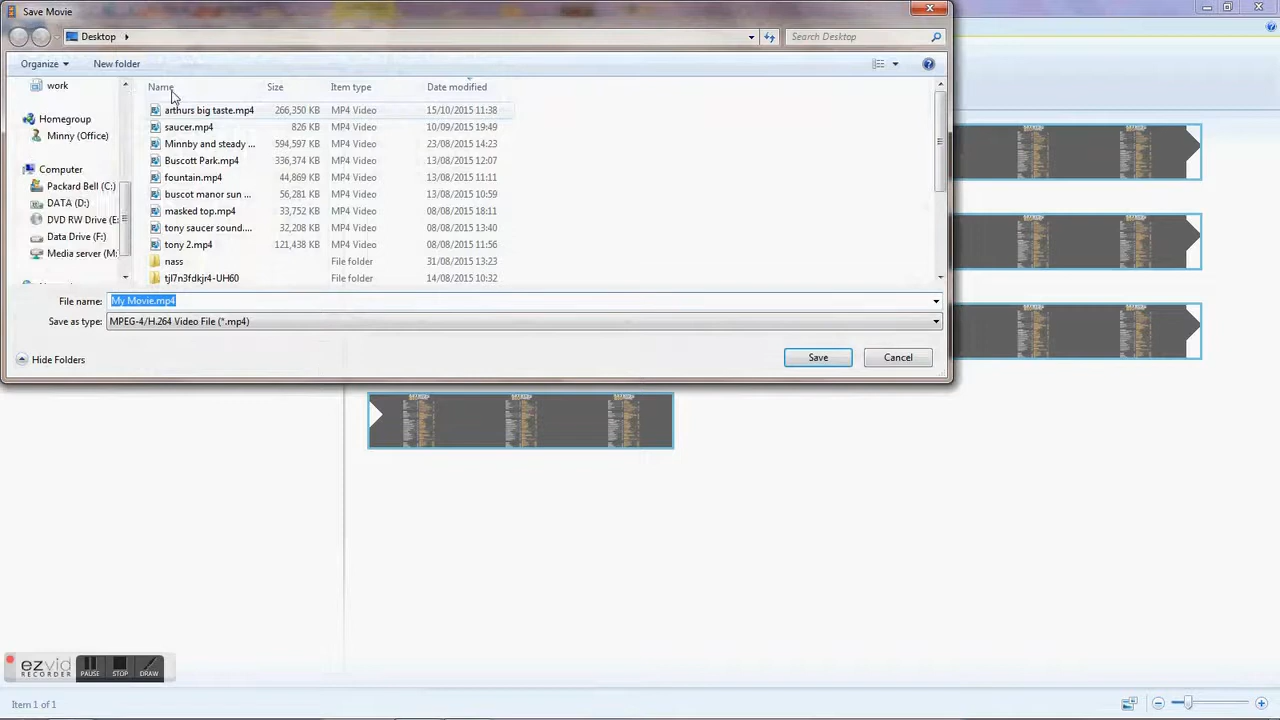 Save Movie
Desktop
Search Desktop
Organize
New folder
work
Homegroup
Minny (Office)
Computer
Packard Bell (C:)
DATA (D:)
DVD RW Drive (E:
Data Drive (F:)
Media server (M:
Name Size Item type Date modified
arthurs big taste.mp4 266,350 KB MP4 Video 15/10/2015 11:38
saucer.mp4 826 KB MP4 Video 10/09/2015 19:49
Minnby and steady ... 594,597 KB MP4 Video 23/08/2015 14:23
Buscott Park.mp4 336,374 KB MP4 Video 13/08/2015 12:07
fountain.mp4 44,869 KB MP4 Video 13/08/2015 11:11
buscot manor sun ... 56,281 KB MP4 Video 13/08/2015 10:59
masked top.mp4 33,752 KB MP4 Video 08/08/2015 18:11
tony saucer sound.... 32,208 KB MP4 Video 08/08/2015 13:40
tony 2.mp4 121,438 KB MP4 Video 08/08/2015 11:56
nass File folder 31/08/2015 13:23
tjl7n3fdkjr4-UH60 File folder 14/08/2015 10:32
File name: My Movie.mp4
Save as type: MPEG-4/H.264 Video File (*.mp4)
Hide Folders
Save
Cancel
ezvid
RECORDER
PAUSE STOP DRAW
Item 1 of 1